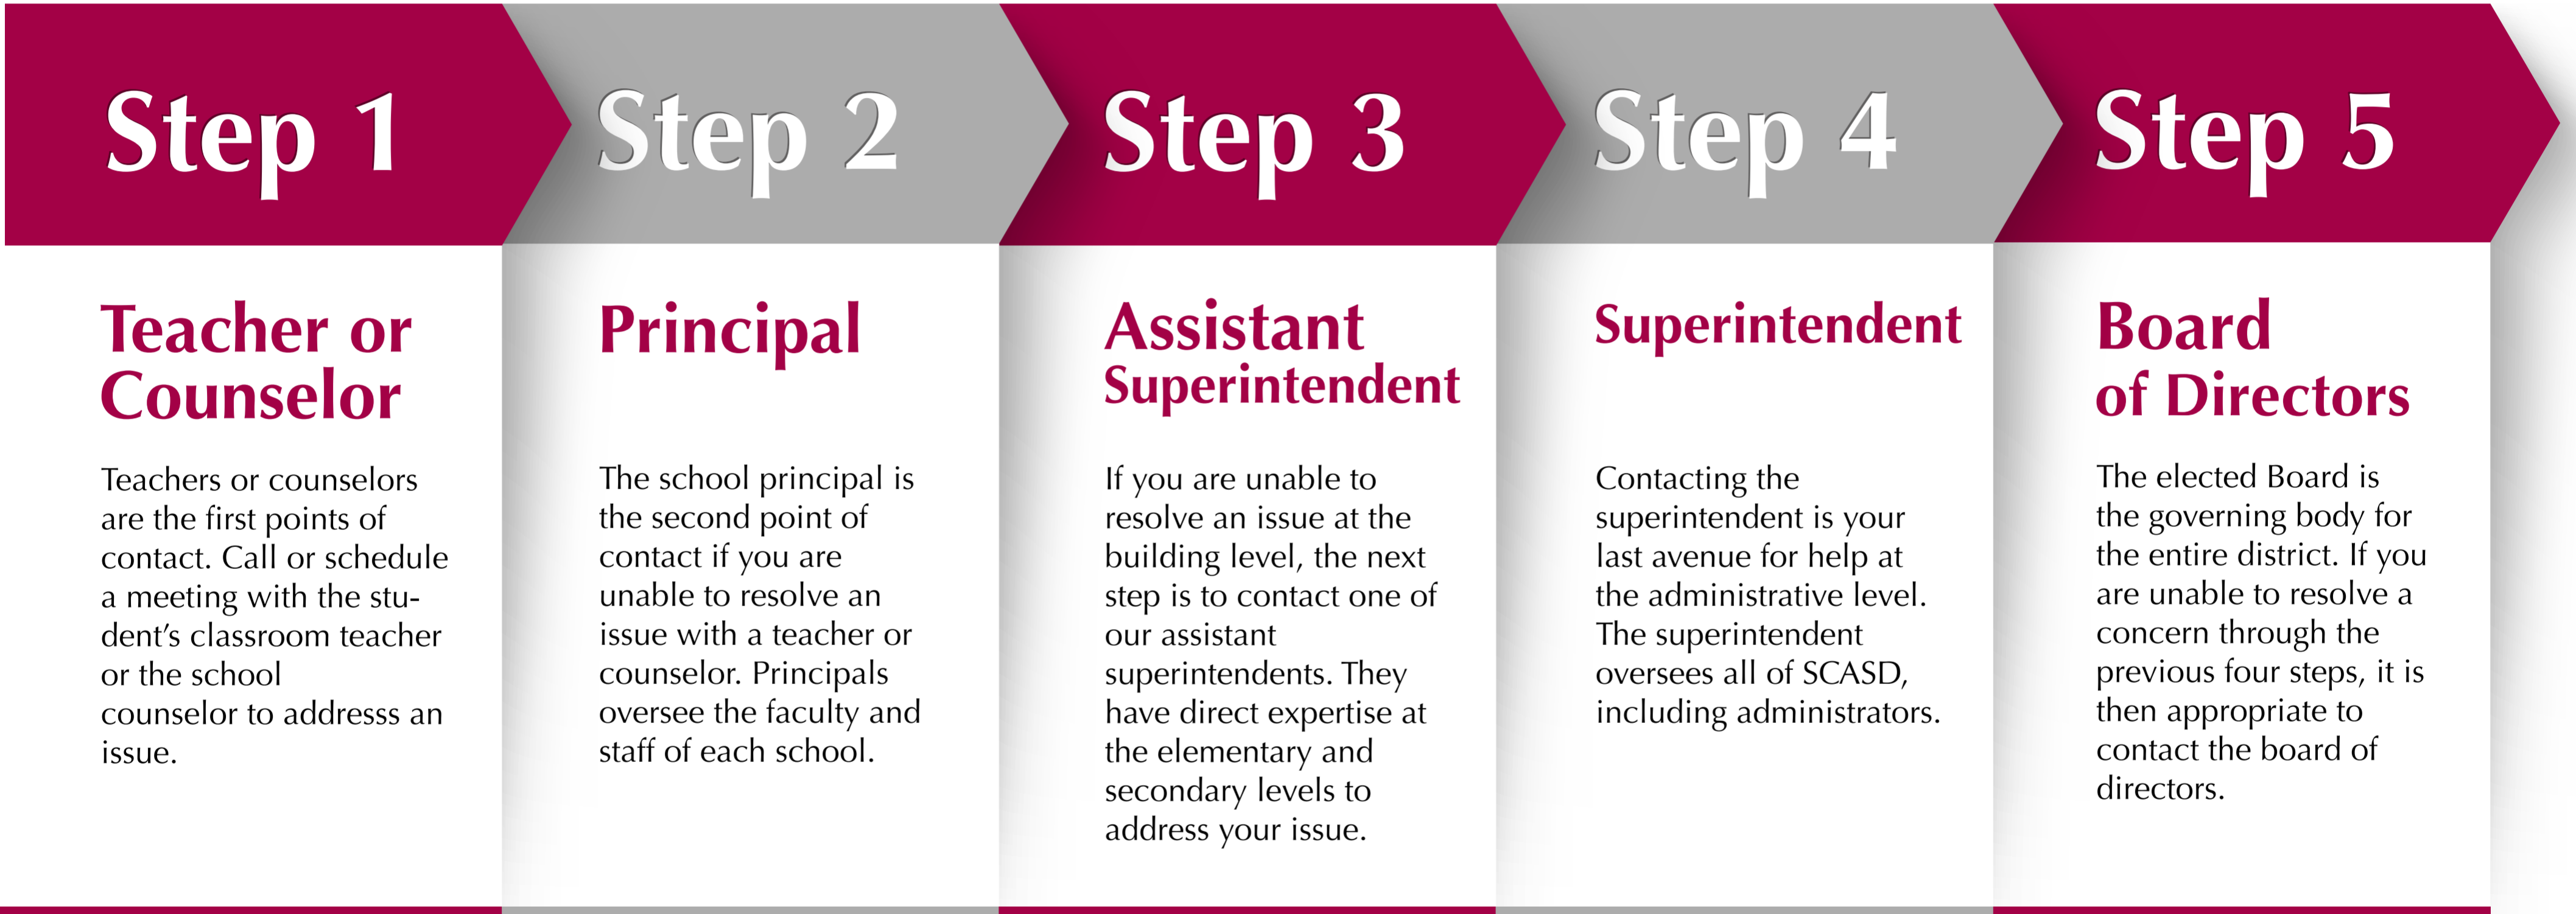 Step 1
Step 2
Step 3
Step 4
Step 5
Teacher or
Counselor
Teachers or counselors
are the first points of
contact. Call or schedule
a meeting with the stu-
dent’s classroom teacher
or the school
counselor to addresss an
issue.
Principal
The school principal is
the second point of
contact if you are
unable to resolve an
issue with a teacher or
counselor. Principals
oversee the faculty and
staff of each school.
Assistant
Superintendent
If you are unable to
resolve an issue at the
building level, the next
step is to contact one of
our assistant
superintendents. They
have direct expertise at
the elementary and
secondary levels to
address your issue.
Superintendent
Contacting the
superintendent is your
last avenue for help at
the administrative level.
The superintendent
oversees all of SCASD,
including administrators.
Board
of Directors
The elected Board is
the governing body for
the entire district. If you
are unable to resolve a
concern through the
previous four steps, it is
then appropriate to
contact the board of
directors.